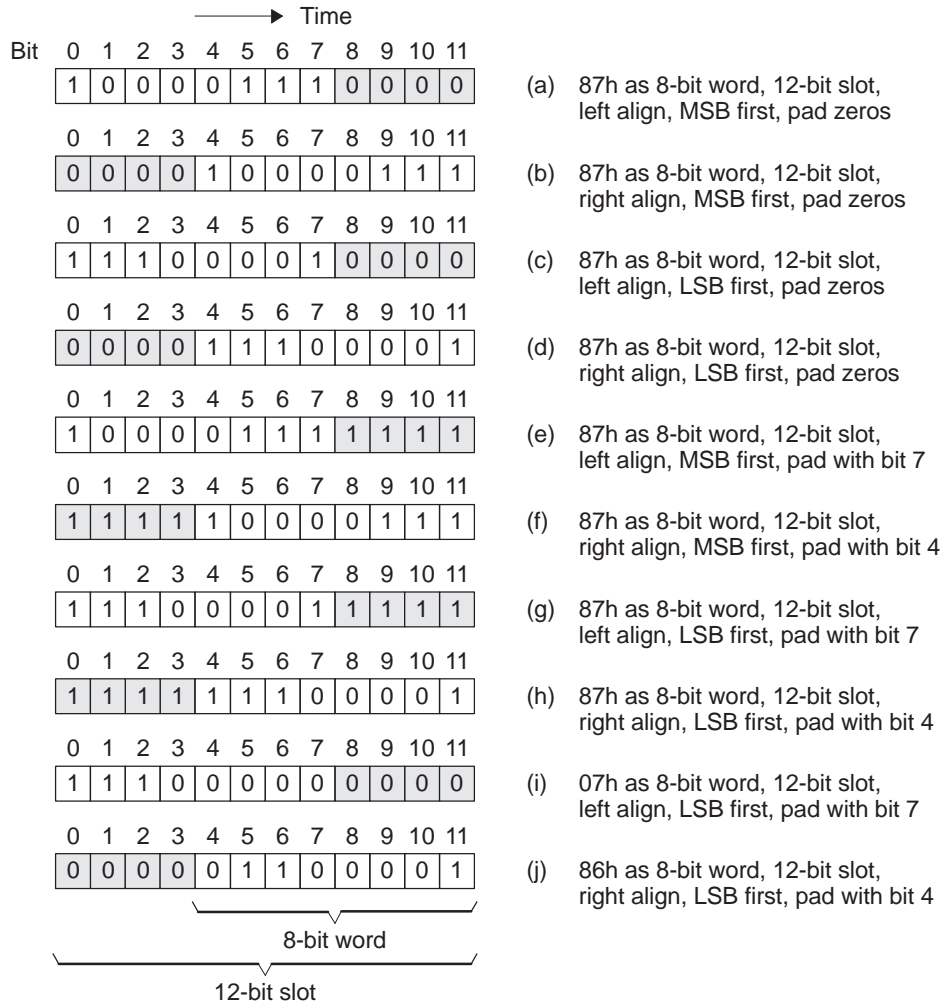 Time
Bit 0 1 2 3 4 5 6 7 8 9 10 11
1 0 0 0 0 1 1 1 0 0 0 0
(a) 87h as 8-bit word, 12-bit slot,
left align, MSB first, pad zeros
0 1 2 3 4 5 6 7 8 9 10 11
0 0 0 0 1 0 0 0 0 1 1 1
(b) 87h as 8-bit word, 12-bit slot,
right align, MSB first, pad zeros
0 1 2 3 4 5 6 7 8 9 10 11
1 1 1 0 0 0 0 1 0 0 0 0
(c) 87h as 8-bit word, 12-bit slot,
left align, LSB first, pad zeros
0 1 2 3 4 5 6 7 8 9 10 11
0 0 0 0 1 1 1 0 0 0 0 1
(d) 87h as 8-bit word, 12-bit slot,
right align, LSB first, pad zeros
0 1 2 3 4 5 6 7 8 9 10 11
1 0 0 0 0 1 1 1 1 1 1 1
(e) 87h as 8-bit word, 12-bit slot,
left align, MSB first, pad with bit 7
0 1 2 3 4 5 6 7 8 9 10 11
1 1 1 1 1 0 0 0 0 1 1 1
(f) 87h as 8-bit word, 12-bit slot,
right align, MSB first, pad with bit 4
0 1 2 3 4 5 6 7 8 9 10 11
1 1 1 0 0 0 0 1 1 1 1 1
(g) 87h as 8-bit word, 12-bit slot,
left align, LSB first, pad with bit 7
0 1 2 3 4 5 6 7 8 9 10 11
1 1 1 1 1 1 1 0 0 0 0 1
(h) 87h as 8-bit word, 12-bit slot,
right align, LSB first, pad with bit 4
0 1 2 3 4 5 6 7 8 9 10 11
1 1 1 0 0 0 0 0 0 0 0 0
(i) 07h as 8-bit word, 12-bit slot,
left align, LSB first, pad with bit 7
0 1 2 3 4 5 6 7 8 9 10 11
0 0 0 0 0 1 1 0 0 0 0 1
(j) 86h as 8-bit word, 12-bit slot,
right align, LSB first, pad with bit 4
8-bit word
12-bit slot